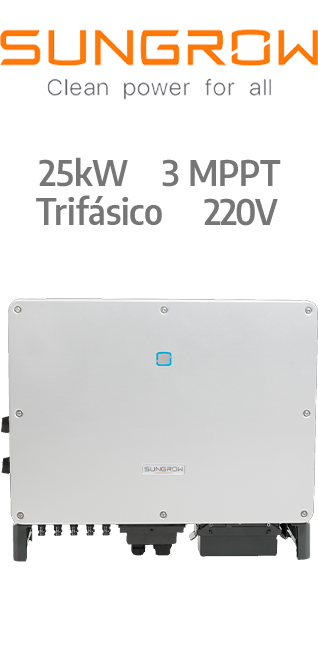 SUNGROW
Clean power for all
25kW 3 MPPT
Trifásico 220V
SUNGROW